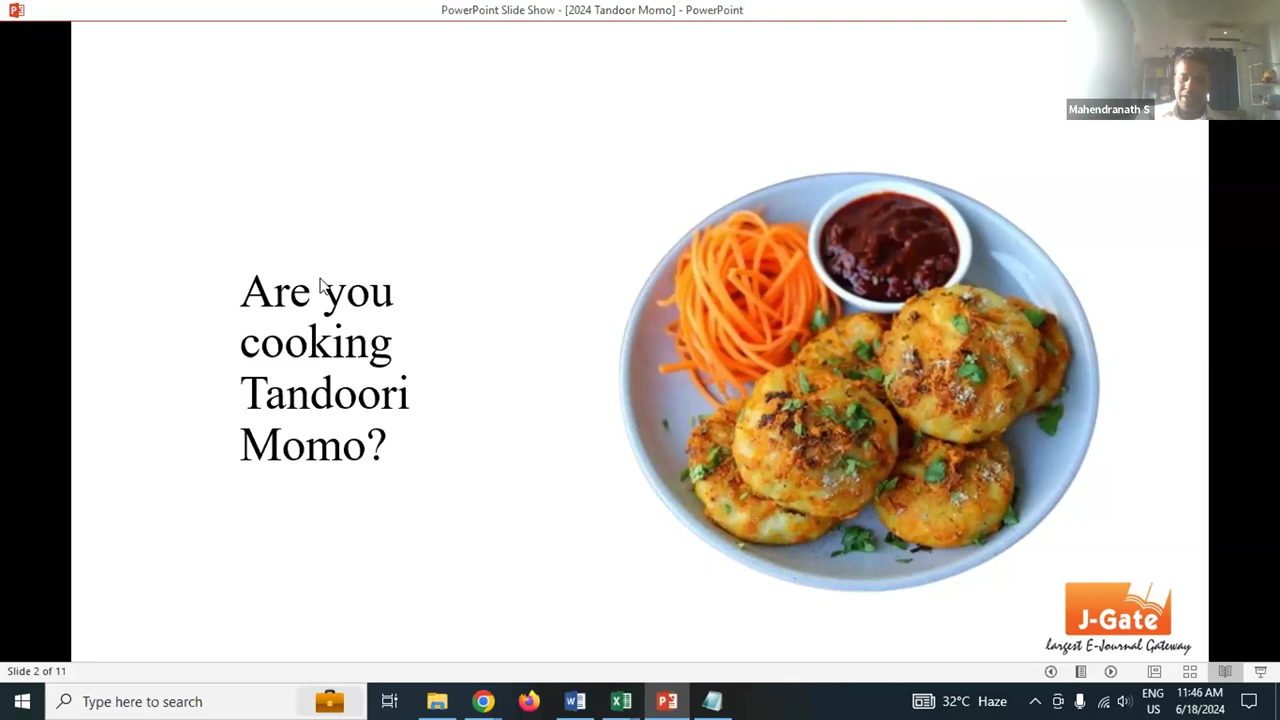 PowerPoint Slide Show - [2024 Tandoor Momo] - PowerPoint
Mahendranath S
Are you
cooking
Tandoori
Momo?
J-Gate
largest E-Journal Gateway
Slide 2 of 11
Type here to search
32°C Haze
ENG
US
11:46 AM
6/18/2024